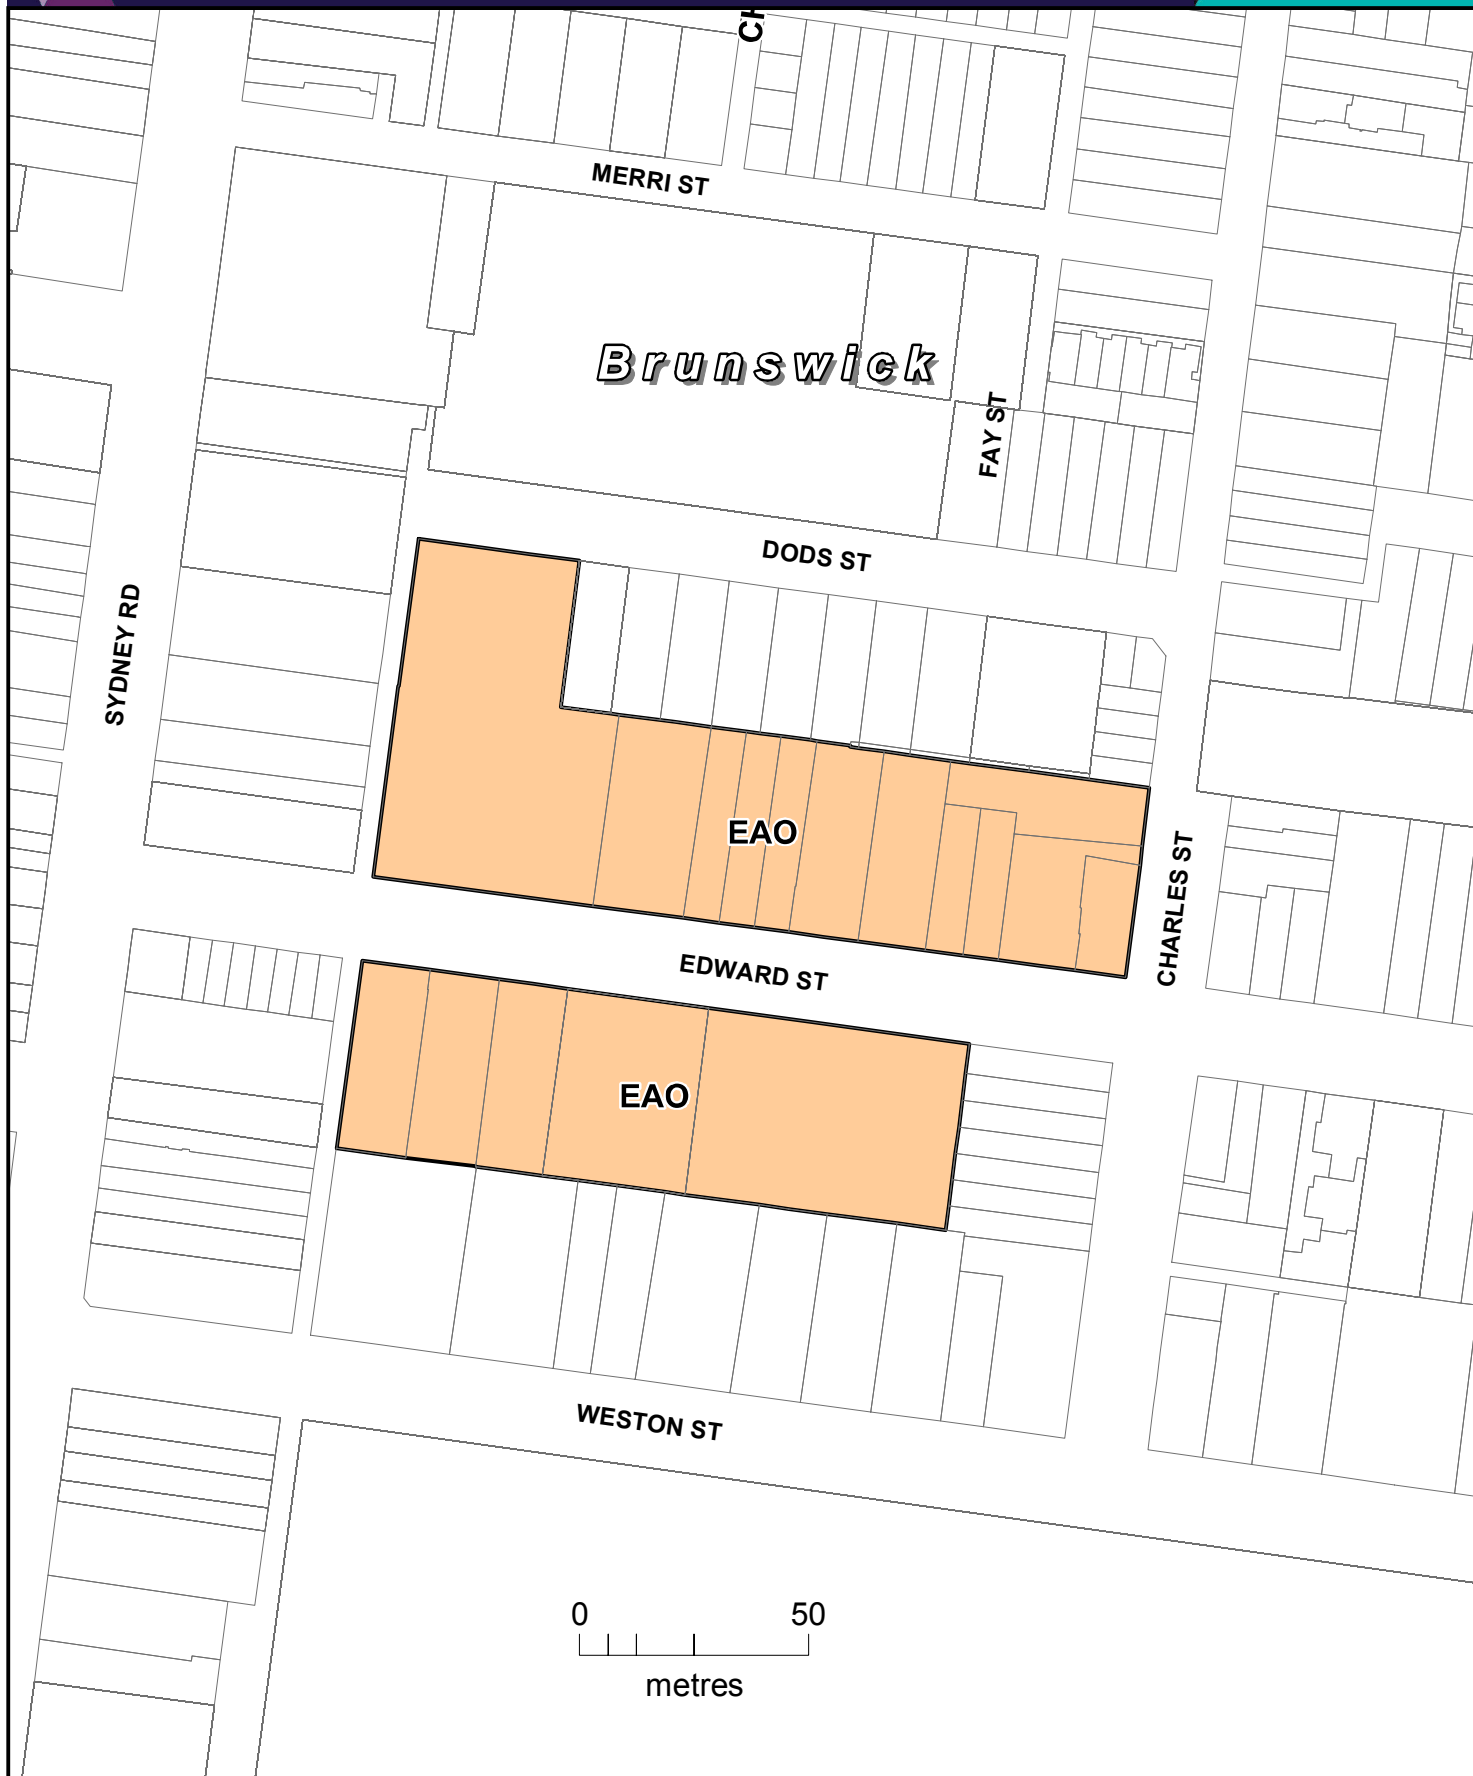 CH
MERRI ST
Brunswick
FAY ST
DODS ST
SYDNEY RD
EAO
CHARLES ST
EDWARD ST
EAO
WESTON ST
0 50
metres